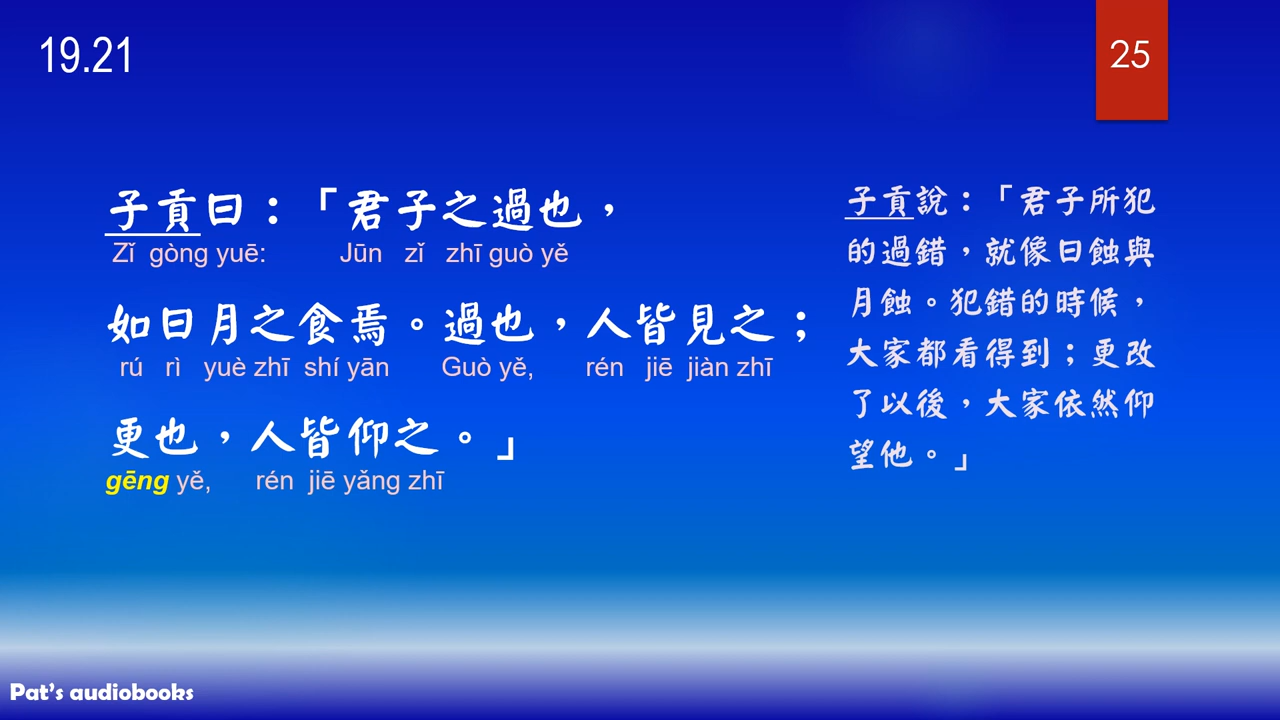 19.21
25
子貢曰：「君子之過也，
Zǐ gòng yuē: Jūn zǐ zhī guò yě
如日月之食焉。過也，人皆見之；
rú rì yuè zhī shí yān Guò yě, rén jiē jiàn zhī
更也，人皆仰之。」
gēng yě, rén jiē yǎng zhī
子貢說：「君子所犯
的過錯，就像日蝕與
月蝕。犯錯的時候，
大家都看得到；更改
了以後，大家依然仰
望他。」
Pat's audiobooks